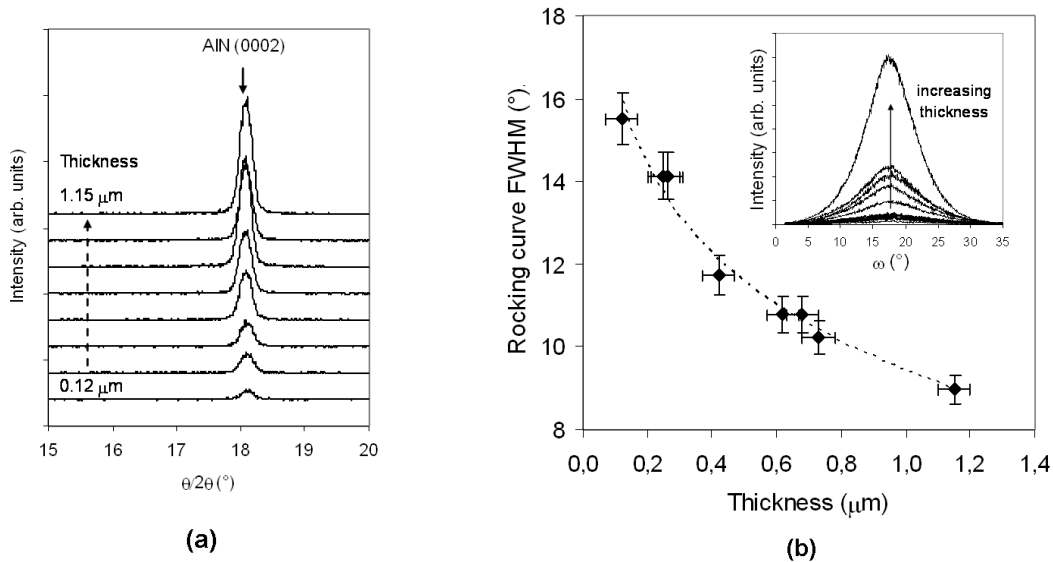 AlN (0002)
Intensity (arb. units)
Thickness
1.15 μm
0.12 μm
15 16 17 18 19 20
θ/2θ (°)
(a)
Rocking curve FWHM (°).
18
16
14
12
10
8
0,0 0,2 0,4 0,6 0,8 1,0 1,2 1,4
Thickness (μm)
Intensity (arb. units)
increasing
thickness
0 5 10 15 20 25 30 35
ω (°)
(b)